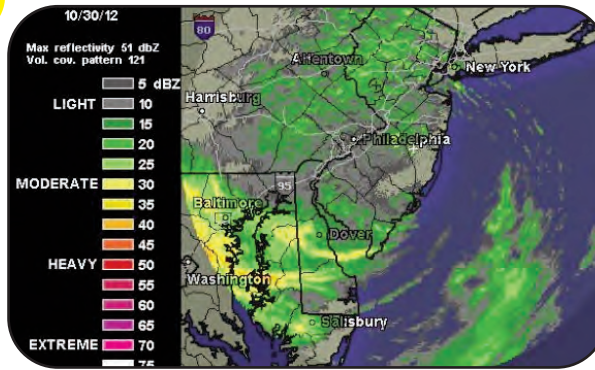 10/30/12
Max reflectivity 51 dbZ
Vol. cov. pattern 121
5 dBZ
LIGHT 10
15
20
25
MODERATE 30
35
40
45
HEAVY 50
55
60
65
EXTREME 70
75
80
Allentown
New York
Harrisburg
Philadelphia
95
Baltimore
Dover
Washington
Salisbury